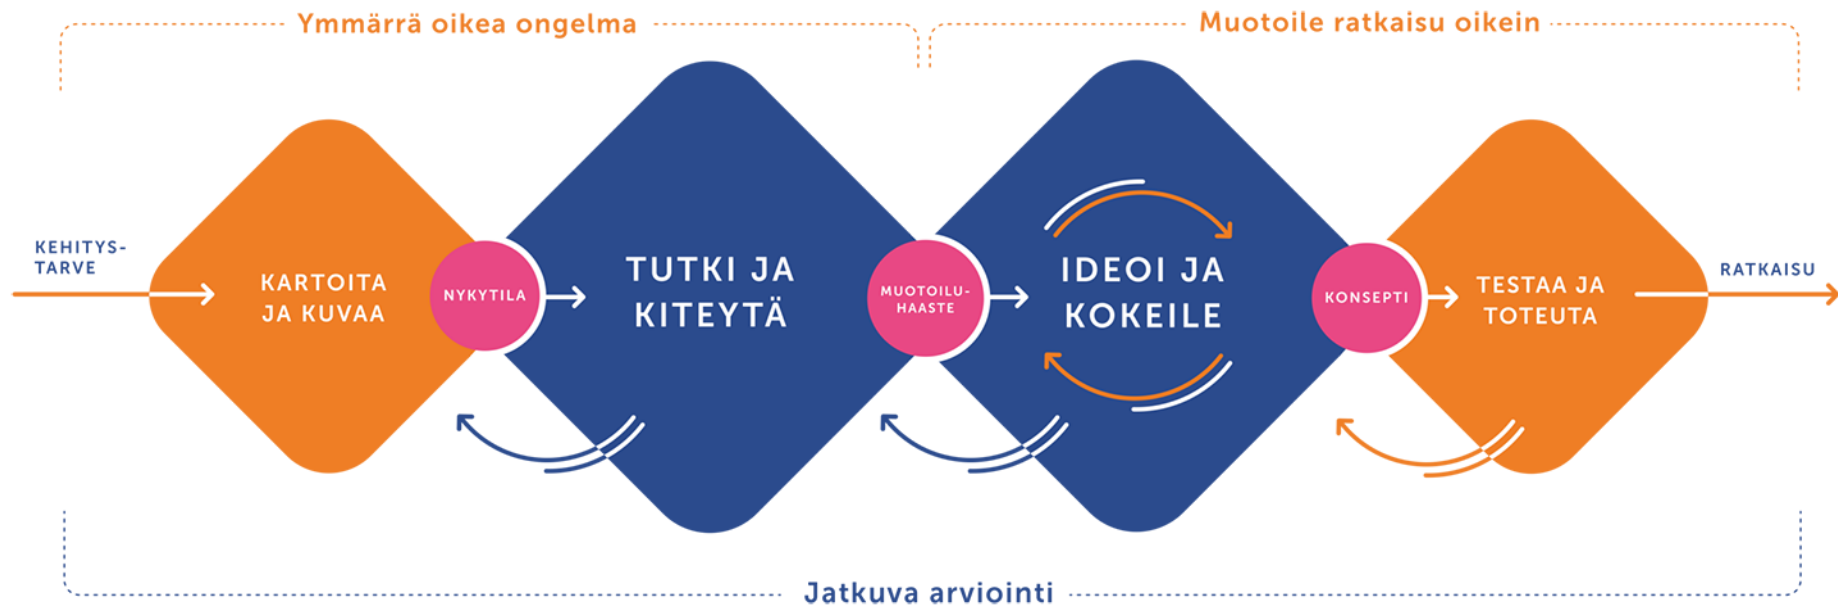 Ymmärrä oikea ongelma
Muotoile ratkaisu oikein
KEHITYS-
TARVE
KARTOITA
JA KUVAA
NYKYTILA
TUTKI JA
KITEYTÄ
MUOTOILU-
HAASTE
IDEOI JA
KOKEILE
KONSEPTI
TESTAA JA
TOTEUTA
RATKAISU
Jatkuva arviointi